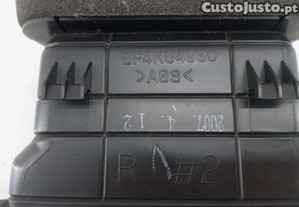 CustoJusto.pt
BP4K64930
>ABS<
2007. 4. 12
R #2